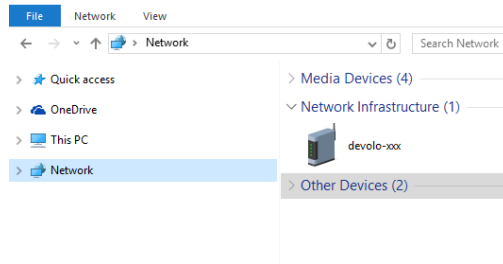 File Network View
Network Search Network
Quick access
OneDrive
This PC
Network
Media Devices (4)
Network Infrastructure (1)
devolo-xxx
Other Devices (2)